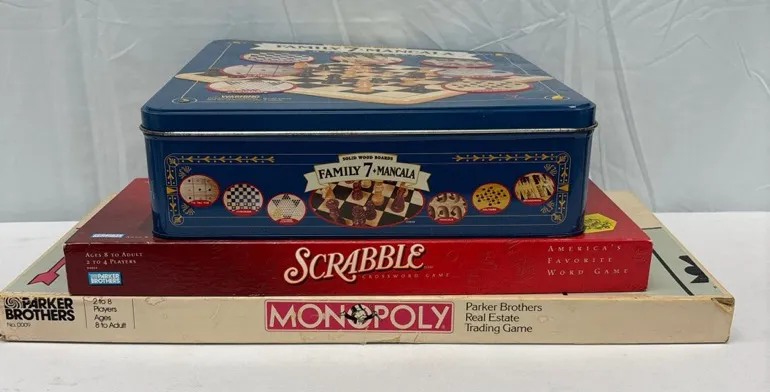 FAMILY 7 MANCALA
SOLID WOOD BOARDS
FAMILY 7 MANCALA
AGES 8 TO ADULT
2 TO 4 PLAYERS
PARKER
BROTHERS
SCRABBLE
CROSSWORD GAME
AMERICA'S
FAVORITE
WORD GAME
PARKER
BROTHERS
No. 0009
2 to 8
Players
Ages
8 to Adult
MONOPOLY
Parker Brothers
Real Estate
Trading Game